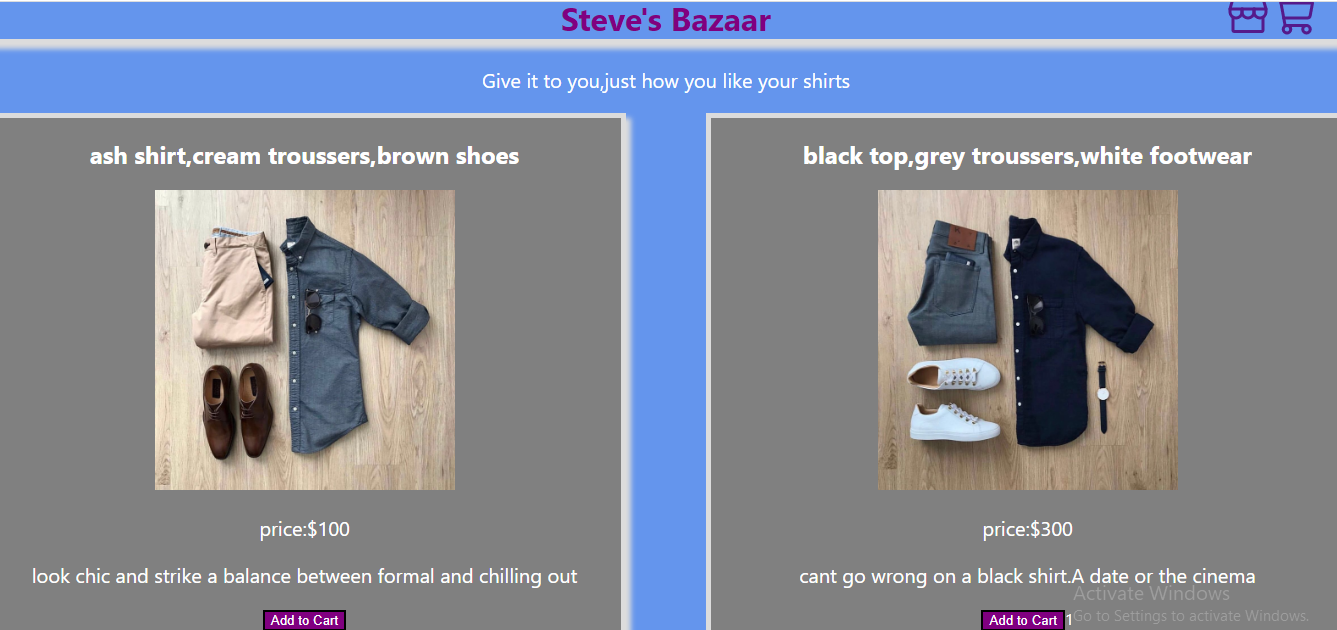 Steve's Bazaar
Give it to you,just how you like your shirts
ash shirt,cream troussers,brown shoes
black top,grey troussers,white footwear
price:$100
price:$300
look chic and strike a balance between formal and chilling out
cant go wrong on a black shirt.A date or the cinema
Activate Windows
Add to Cart
Add to Cart 1
Go to Settings to activate Windows.